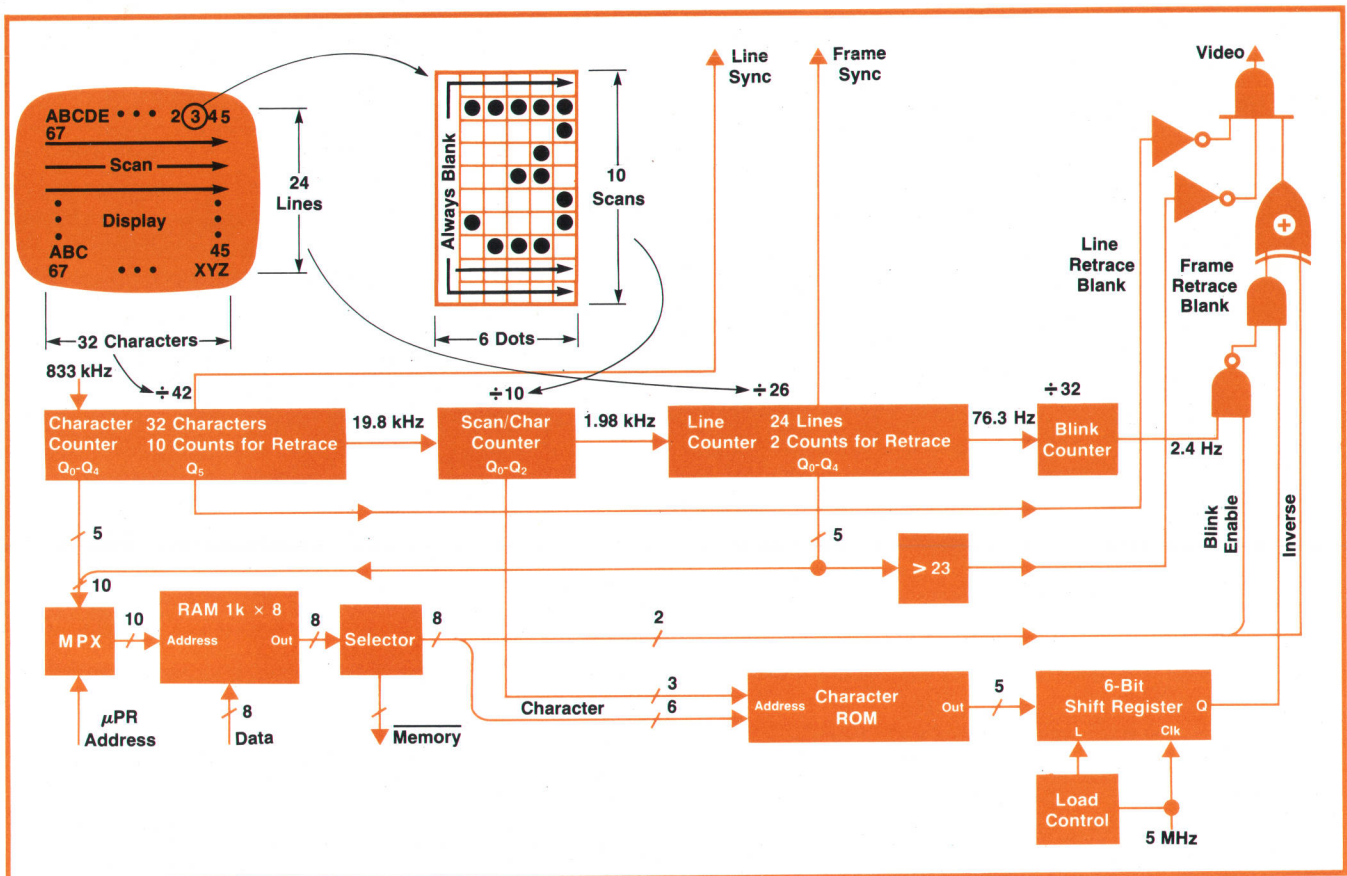 Line
Sync
Frame
Sync
Video
ABCDE • • • 2 3 4 5
67
Scan
Display
ABC
67 • • • XYZ
45
24
Lines
Always Blank
10
Scans
6 Dots
32 Characters
Line
Retrace
Blank
Frame
Retrace
Blank
833 kHz
÷42
÷10
÷26
÷32
Character
Counter
32 Characters
10 Counts for Retrace
Q0-Q4
Q5
19.8 kHz
Scan/Char
Counter
Q0-Q2
1.98 kHz
Line
Counter
24 Lines
2 Counts for Retrace
Q0-Q4
76.3 Hz
Blink
Counter
2.4 Hz
Blink
Enable
Inverse
5
5
> 23
10
MPX
10
RAM 1k × 8
Address
Out
8
Selector
8
2
μPR
Address
8
Data
Memory
Character
3
6
Address
Character
ROM
Out
5
6-Bit
Shift Register
Q
L
Clk
Load
Control
5 MHz